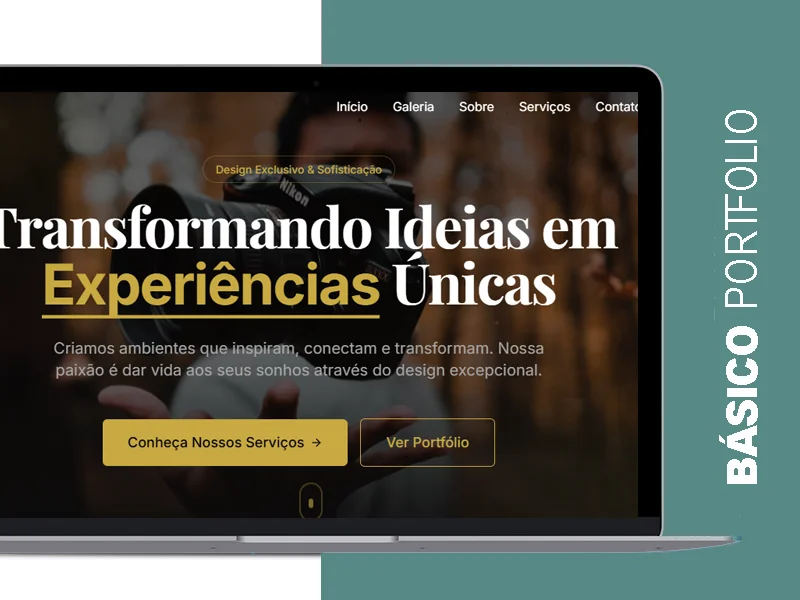 Início Galeria Sobre Serviços Contato
Design Exclusivo & Sofisticação
Nikon
Transformando Ideias em
Experiências Únicas
Criamos ambientes que inspiram, conectam e transformam. Nossa
paixão é dar vida aos seus sonhos através do design excepcional.
Conheça Nossos Serviços →
Ver Portfólio
BÁSICO PORTFOLIO